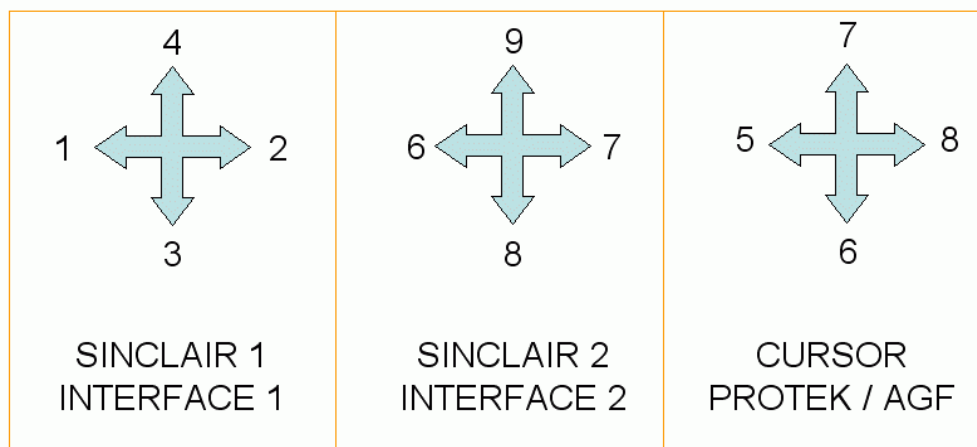 4
1 2
3
SINCLAIR 1
INTERFACE 1
9
6 7
8
SINCLAIR 2
INTERFACE 2
7
5 8
6
CURSOR
PROTEK / AGF